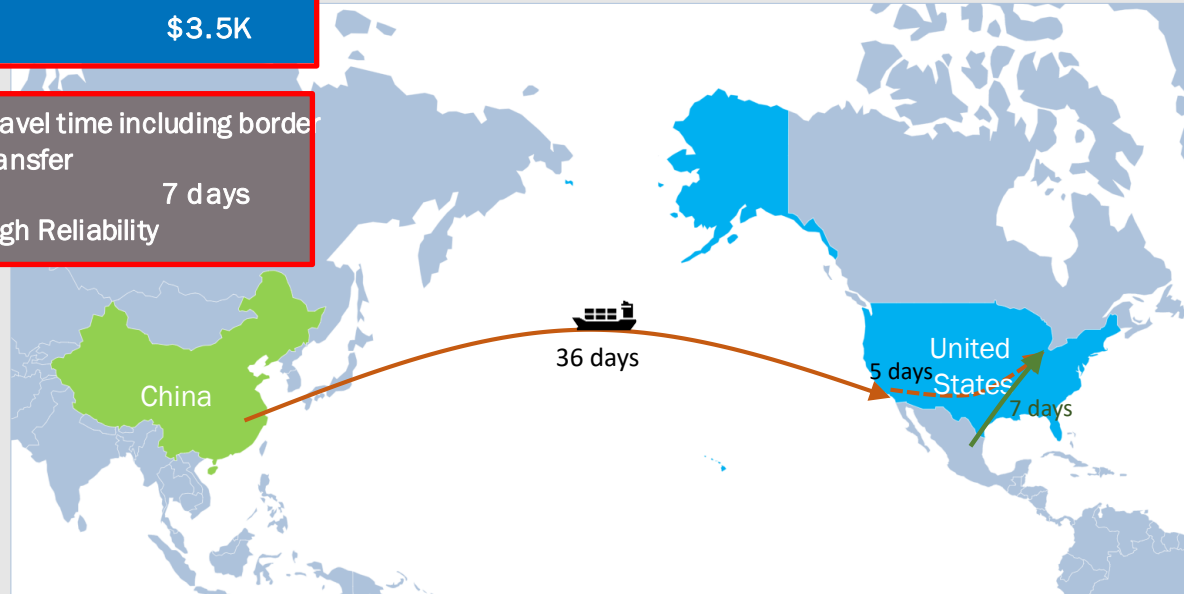 $3.5K
avel time including border
ansfer
7 days
gh Reliability
China
36 days
United
States
5 days
7 days